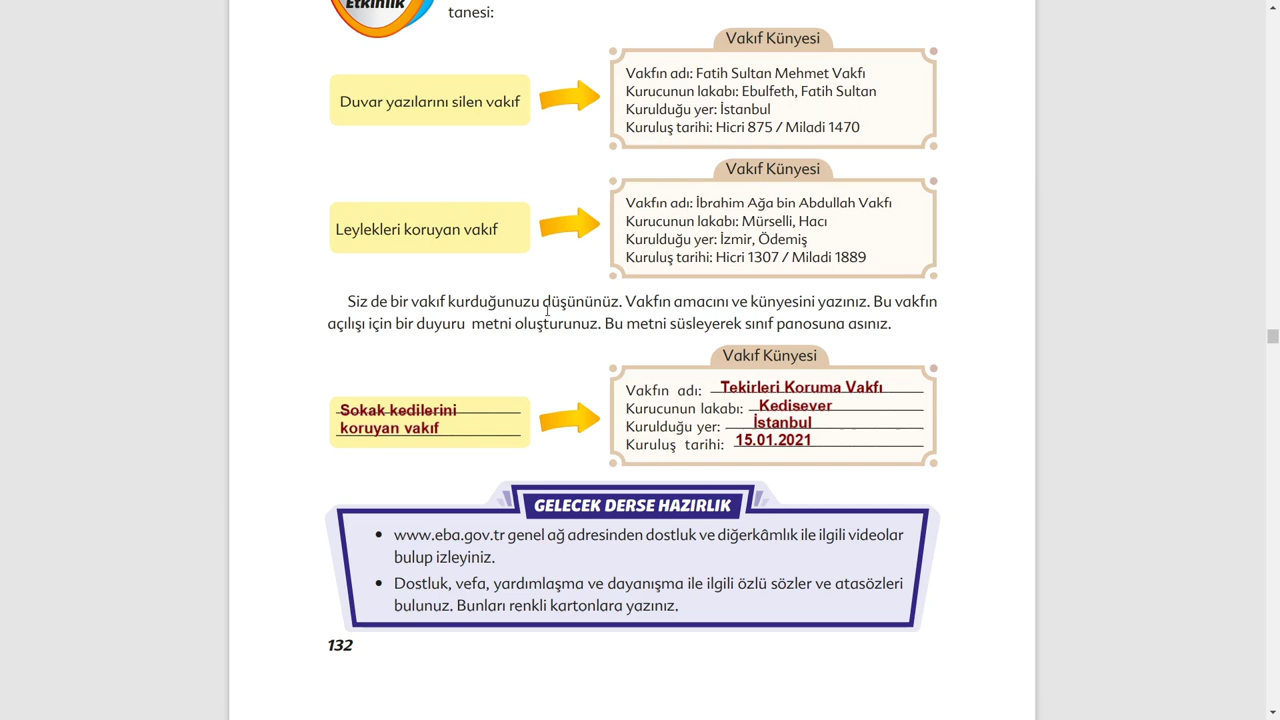 Etkinlik
tanesi:
Vakıf Künyesi
Duvar yazılarını silen vakıf
Vakfın adı: Fatih Sultan Mehmet Vakfı
Kurucunun lakabı: Ebulfeth, Fatih Sultan
Kurulduğu yer: İstanbul
Kuruluş tarihi: Hicri 875 / Miladi 1470
Vakıf Künyesi
Leylekleri koruyan vakıf
Vakfın adı: İbrahim Ağa bin Abdullah Vakfı
Kurucunun lakabı: Mürselli, Hacı
Kurulduğu yer: İzmir, Ödemiş
Kuruluş tarihi: Hicri 1307 / Miladi 1889
Siz de bir vakıf kurduğunuzu düşününüz. Vakfın amacını ve künyesini yazınız. Bu vakfın
açılışı için bir duyuru metni oluşturunuz. Bu metni süsleyerek sınıf panosuna asınız.
Vakıf Künyesi
Sokak kedilerini
koruyan vakıf
Vakfın adı: Tekirleri Koruma Vakfı
Kurucunun lakabı: Kedisever
Kurulduğu yer: İstanbul
Kuruluş tarihi: 15.01.2021
GELECEK DERSE HAZIRLIK
• www.eba.gov.tr genel ağ adresinden dostluk ve diğerkâmlık ile ilgili videolar
bulup izleyiniz.
• Dostluk, vefa, yardımlaşma ve dayanışma ile ilgili özlü sözler ve atasözleri
bulunuz. Bunları renkli kartonlara yazınız.
132